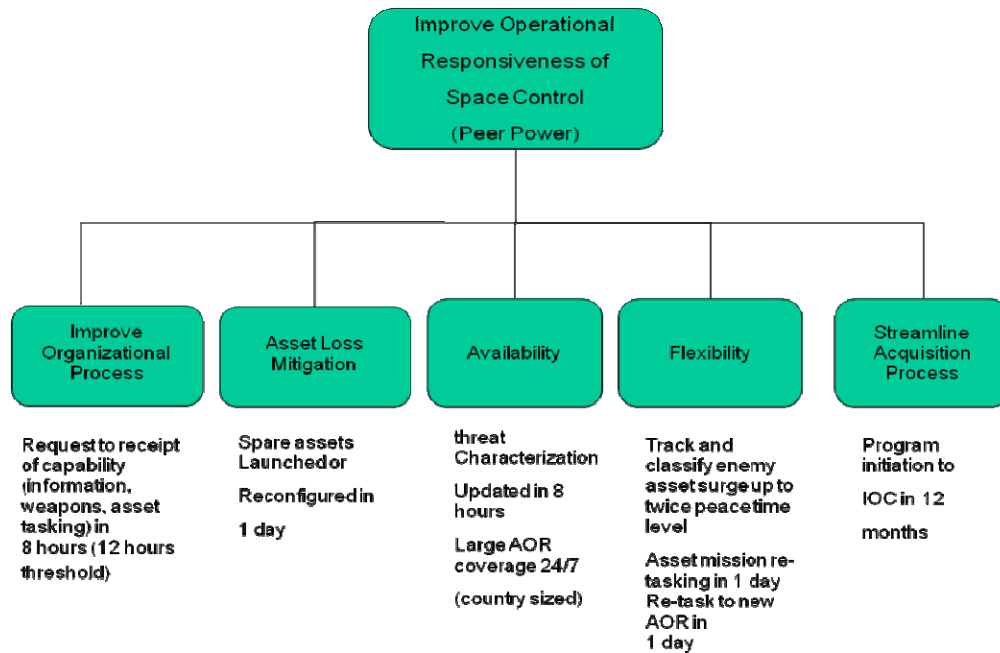 Improve Operational
Responsiveness of
Space Control
(Peer Power)
Improve
Organizational
Process
Asset Loss
Mitigation
Availability
Flexibility
Streamline
Acquisition
Process
Request to receipt
of capability
(information,
weapons, asset
tasking) in
8 hours (12 hours
threshold)
Spare assets
Launched or
Reconfigured in
1 day
threat
Characterization
Updated in 8
hours
Large AOR
coverage 24/7
(country sized)
Track and
classify enemy
asset surge up to
twice peacetime
level
Asset mission re-
tasking in 1 day
Re-task to new
AOR in
1 day
Program
initiation to
IOC in 12
months